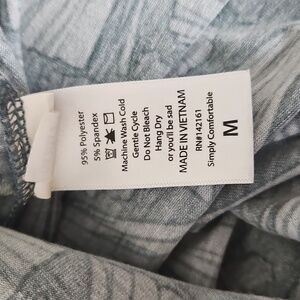 95% Polyester
5% Spandex
Machine Wash Cold
Gentle Cycle
Do Not Bleach
Hang Dry
or you'll be sad
MADE IN VIETNAM
RN#142161
Simply Comfortable
M